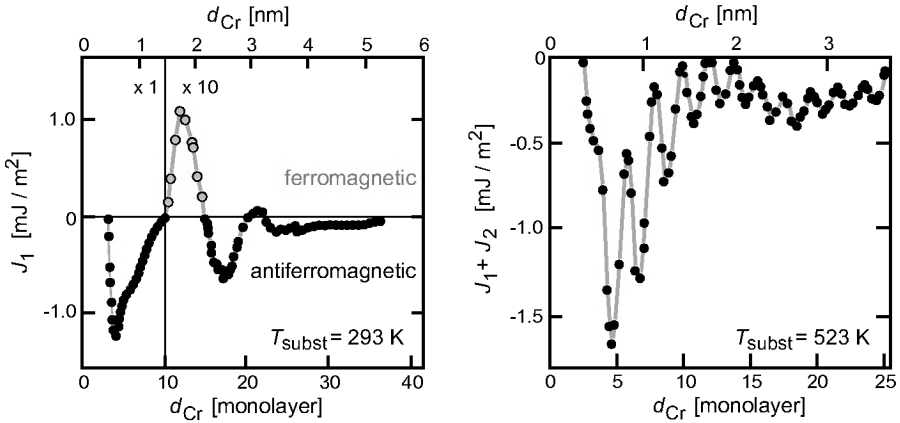 d_Cr [nm]
0 1 2 3 4 5 6
x 1 x 10
1.0
ferromagnetic
0
antiferromagnetic
-1.0
T_subst = 293 K
J_1 [mJ / m^2]
0 10 20 30 40
d_Cr [monolayer]
d_Cr [nm]
0 1 2 3
0
-0.5
-1.0
-1.5
T_subst = 523 K
J_1 + J_2 [mJ / m^2]
0 5 10 15 20 25
d_Cr [monolayer]